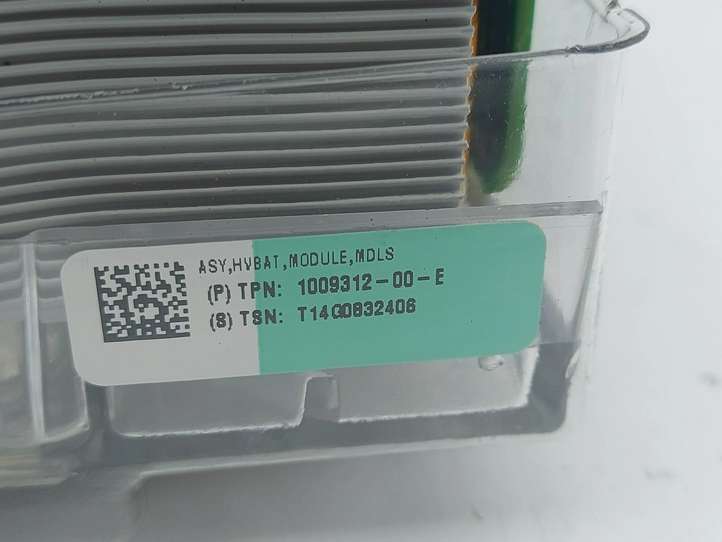 ASY,HVBAT,MODULE,MDLS
(P) TPN: 1009312-00-E
(S) TSN: T14G0832406